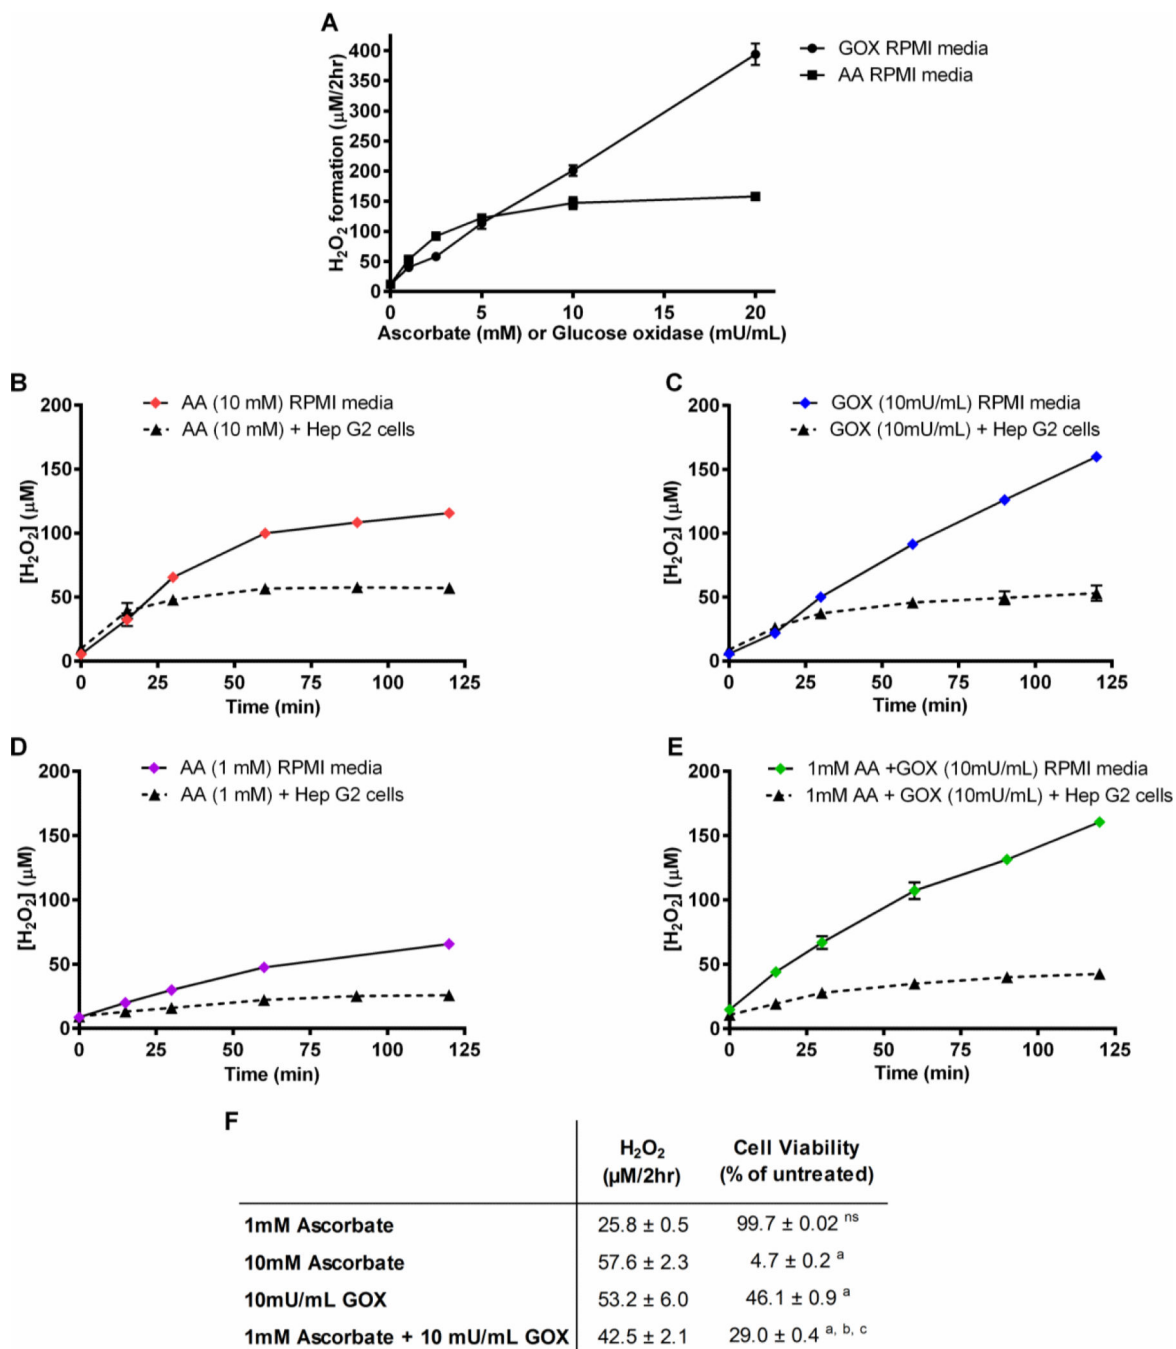 A
GOX RPMI media
AA RPMI media
H₂O₂ formation (μM/2hr)
400
350
300
250
200
150
100
50
0
0 5 10 15 20
Ascorbate (mM) or Glucose oxidase (mU/mL)
B
AA (10 mM) RPMI media
AA (10 mM) + Hep G2 cells
[H₂O₂] (μM)
200
150
100
50
0
0 25 50 75 100 125
Time (min)
C
GOX (10mU/mL) RPMI media
GOX (10mU/mL) + Hep G2 cells
[H₂O₂] (μM)
200
150
100
50
0
0 25 50 75 100 125
Time (min)
D
AA (1 mM) RPMI media
AA (1 mM) + Hep G2 cells
[H₂O₂] (μM)
200
150
100
50
0
0 25 50 75 100 125
Time (min)
E
1mM AA +GOX (10mU/mL) RPMI media
1mM AA + GOX (10mU/mL) + Hep G2 cells
[H₂O₂] (μM)
200
150
100
50
0
0 25 50 75 100 125
Time (min)
F
H₂O₂ Cell Viability
(μM/2hr) (% of untreated)
1mM Ascorbate 25.8 ± 0.5 99.7 ± 0.02 ns
10mM Ascorbate 57.6 ± 2.3 4.7 ± 0.2 a
10mU/mL GOX 53.2 ± 6.0 46.1 ± 0.9 a
1mM Ascorbate + 10 mU/mL GOX 42.5 ± 2.1 29.0 ± 0.4 a, b, c